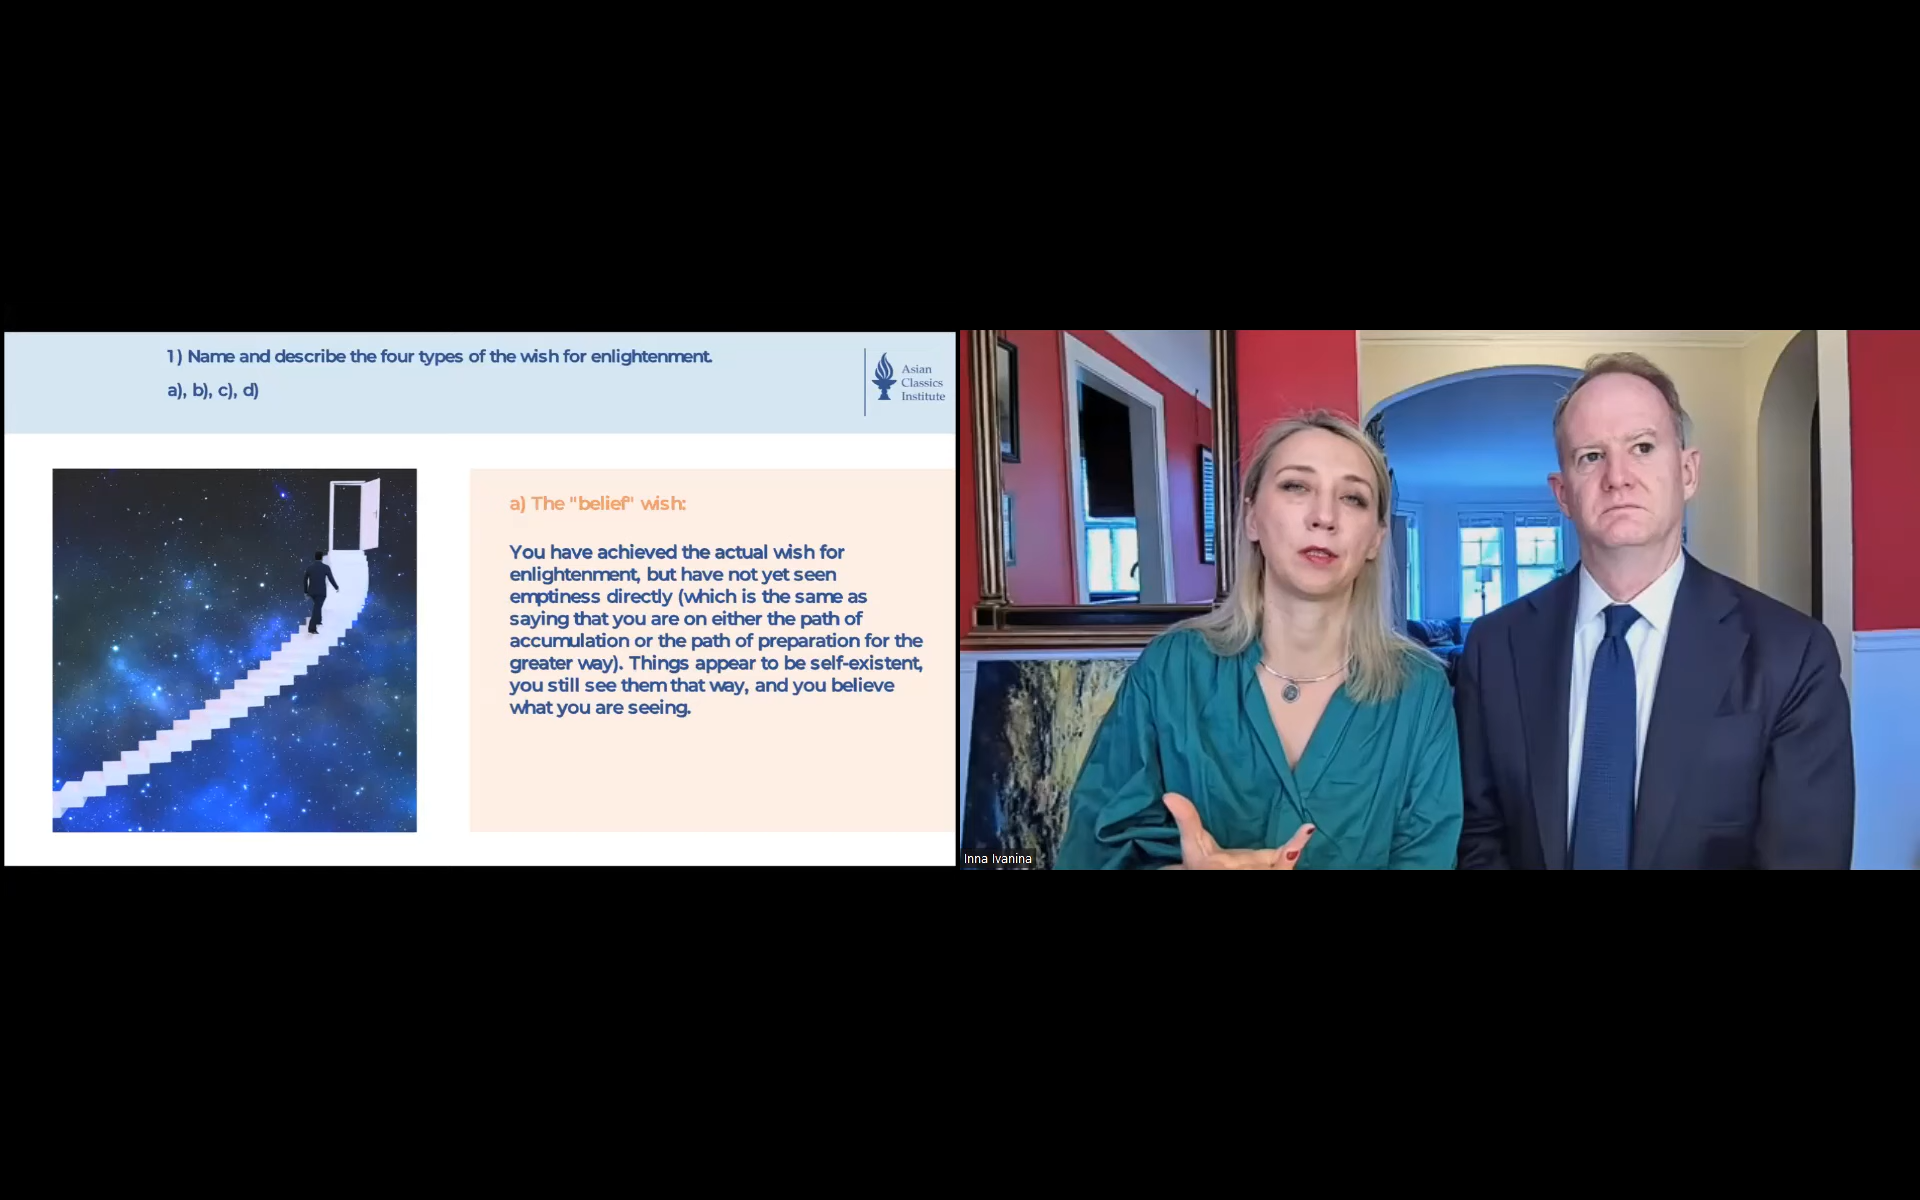 1) Name and describe the four types of the wish for enlightenment.
a), b), c), d)
Asian
Classics
Institute
a) The "belief" wish:
You have achieved the actual wish for
enlightenment, but have not yet seen
emptiness directly (which is the same as
saying that you are on either the path of
accumulation or the path of preparation for the
greater way). Things appear to be self-existent,
you still see them that way, and you believe
what you are seeing.
Inna Ivanina